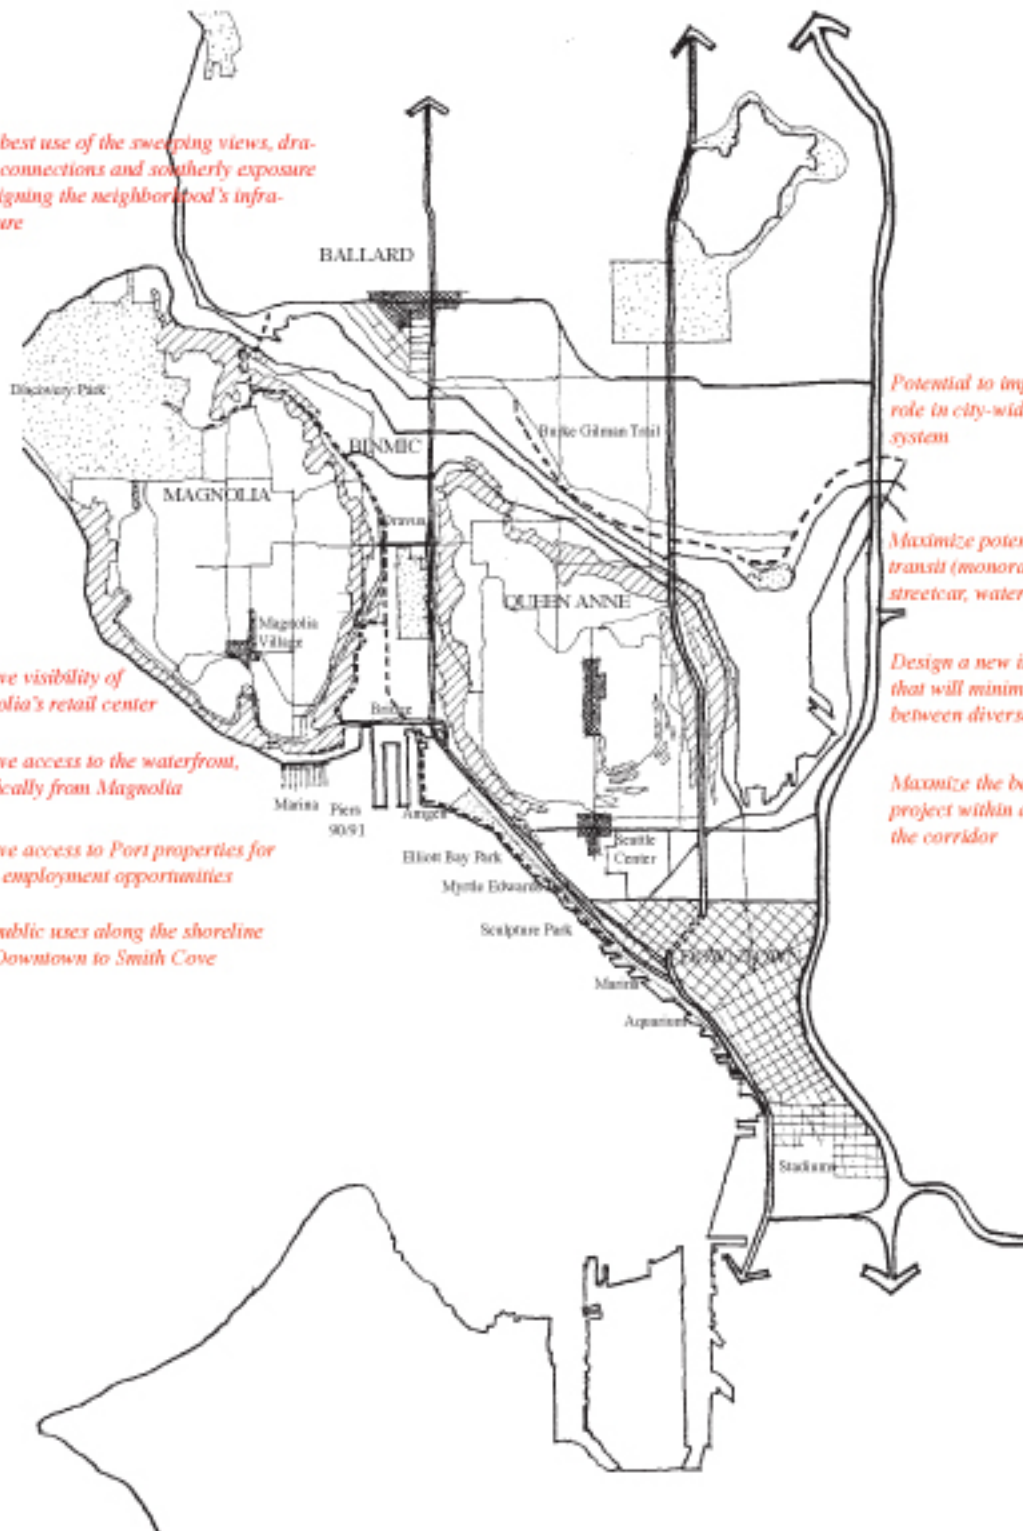 best use of the sweeping views, dra-
connections and southerly exposure
igning the neighborhood's infra-
ure
BALLARD
Discovery Park
Potential to imp
role in city-wid
system
Burke Gilman Trail
BINMIC
MAGNOLIA
Dravus
Maximize poten
transit (monora
streetcar, water
QUEEN ANNE
Magnolia
Village
ve visibility of
olia's retail center
Design a new i
that will minim
between divers
Bridge
ve access to the waterfront,
ically from Magnolia
Marina
Piers
90/91
Amgen
Maxmize the be
project within a
the corridor
Seattle
Center
ve access to Port properties for
employment opportunities
Elliott Bay Park
Myrtle Edwards
Sculpture Park
ublic uses along the shoreline
Downtown to Smith Cove
Marina
Aquarium
Stadiums